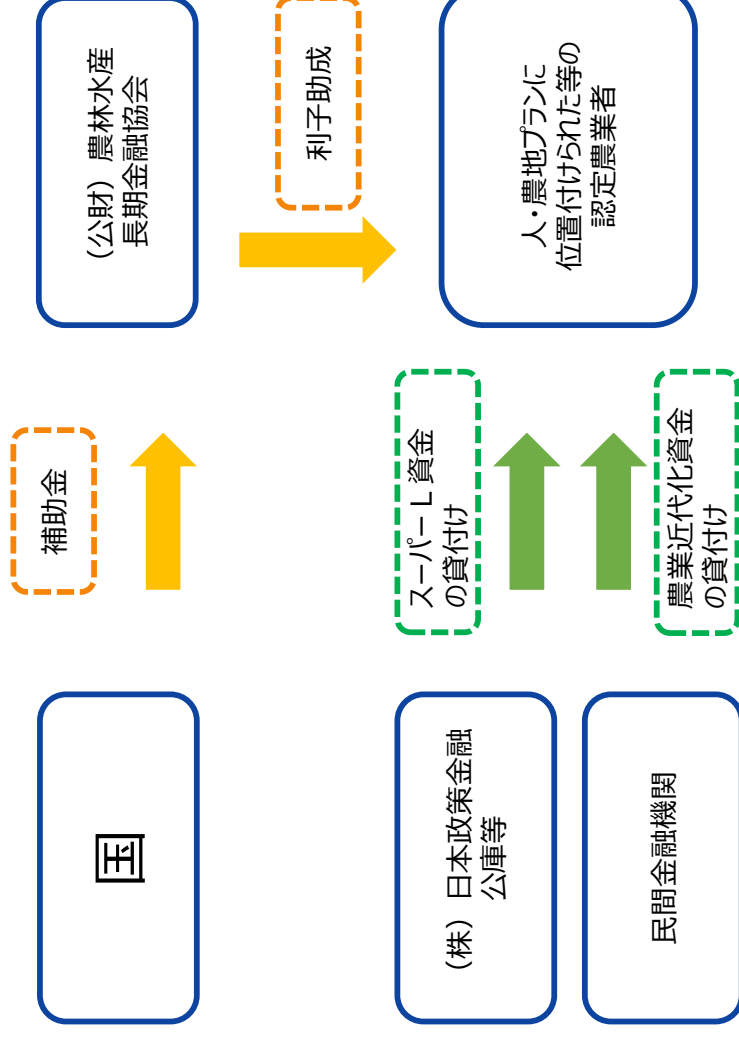 国
補助金
（公財）農林水産
長期金融協会
利子助成
（株）日本政策金融
公庫等
スーパーＬ資金
の貸付け
人・農地プランに
位置付けられた等の
認定農業者
民間金融機関
農業近代化資金
の貸付け